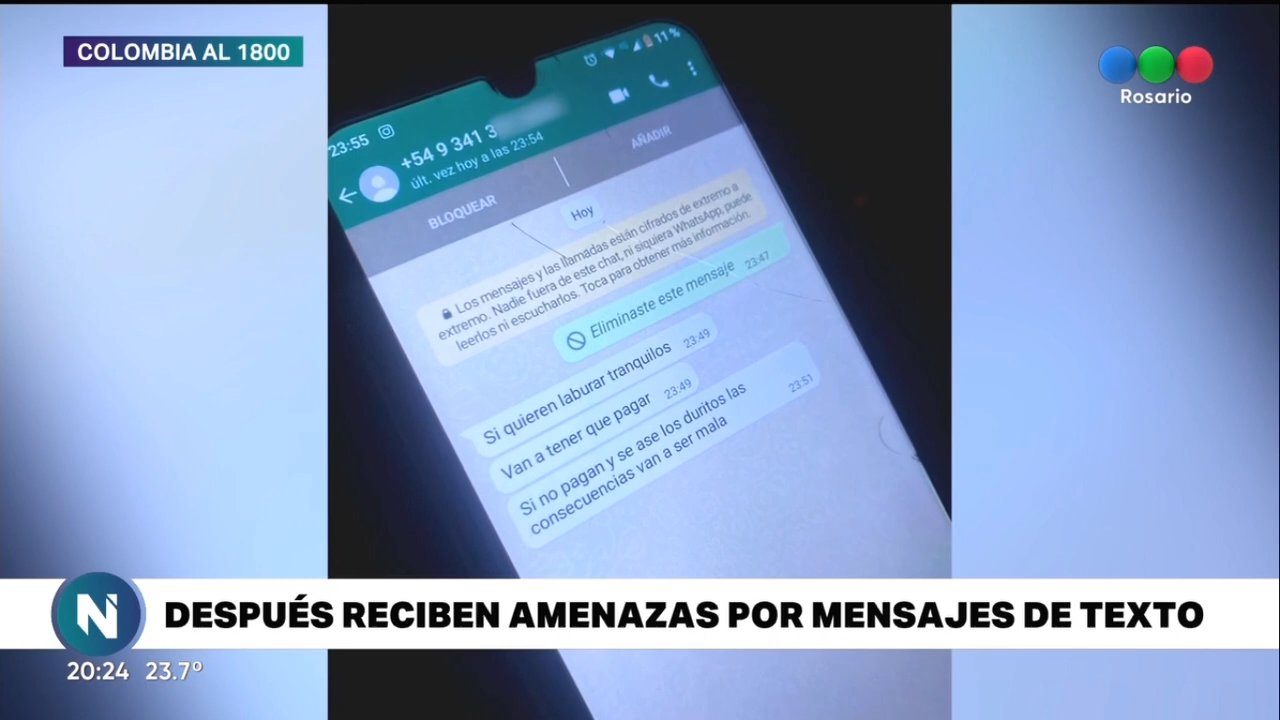 COLOMBIA AL 1800
Rosario
23:55
11%
+54 9 341 3
últ. vez hoy a las 23:54
BLOQUEAR
AÑADIR
Hoy
Los mensajes y las llamadas están cifrados de extremo a
extremo. Nadie fuera de este chat, ni siquiera WhatsApp, puede
leerlos ni escucharlos. Toca para obtener más información.
Eliminaste este mensaje 23:47
Si quieren laburar tranquilos 23:49
Van a tener que pagar 23:49
Si no pagan y se ase los duritos las
consecuencias van a ser mala 23:51
N
DESPUÉS RECIBEN AMENAZAS POR MENSAJES DE TEXTO
20:24 23.7°